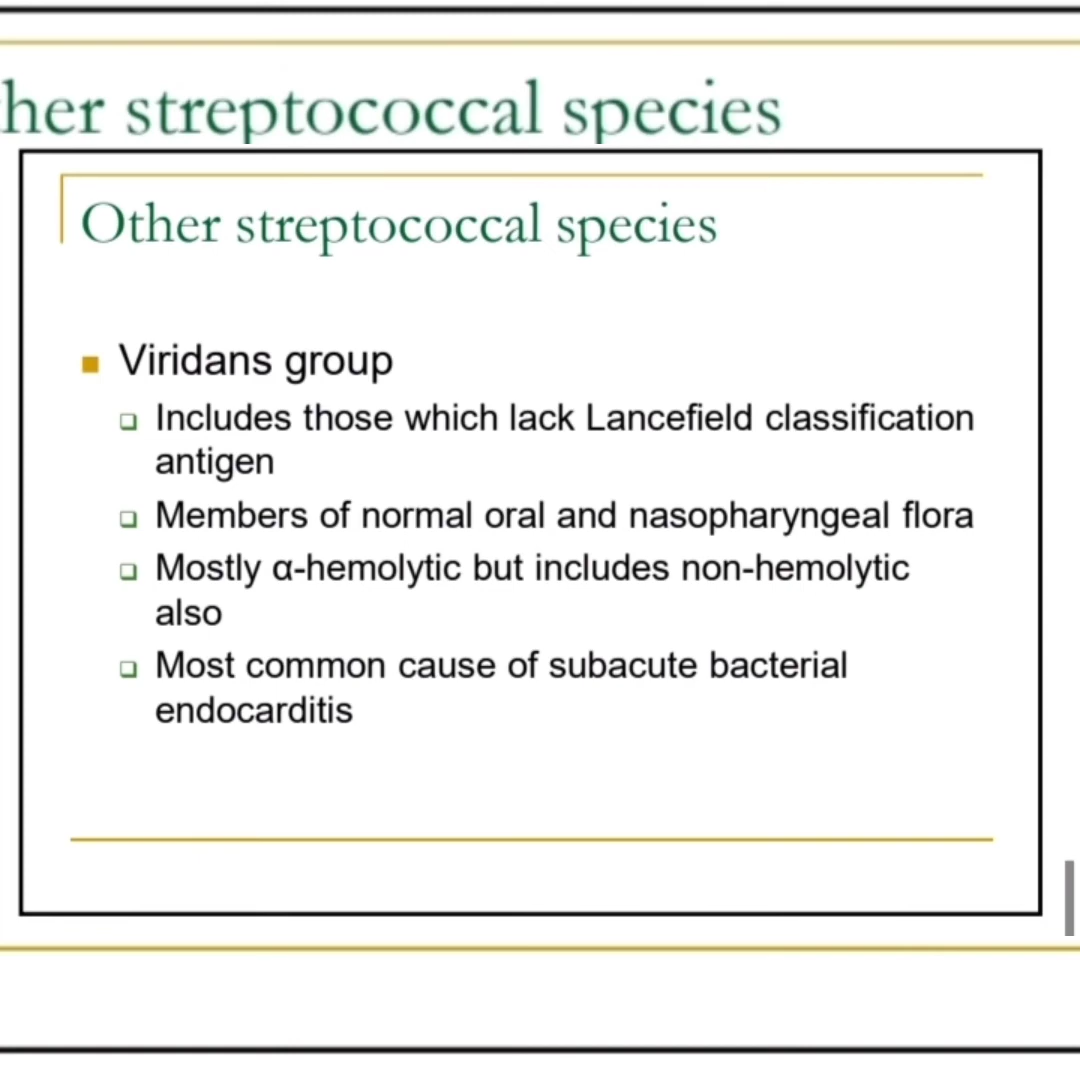 her streptococcal species
Other streptococcal species
Viridans group
Includes those which lack Lancefield classification
antigen
Members of normal oral and nasopharyngeal flora
Mostly α-hemolytic but includes non-hemolytic
also
Most common cause of subacute bacterial
endocarditis